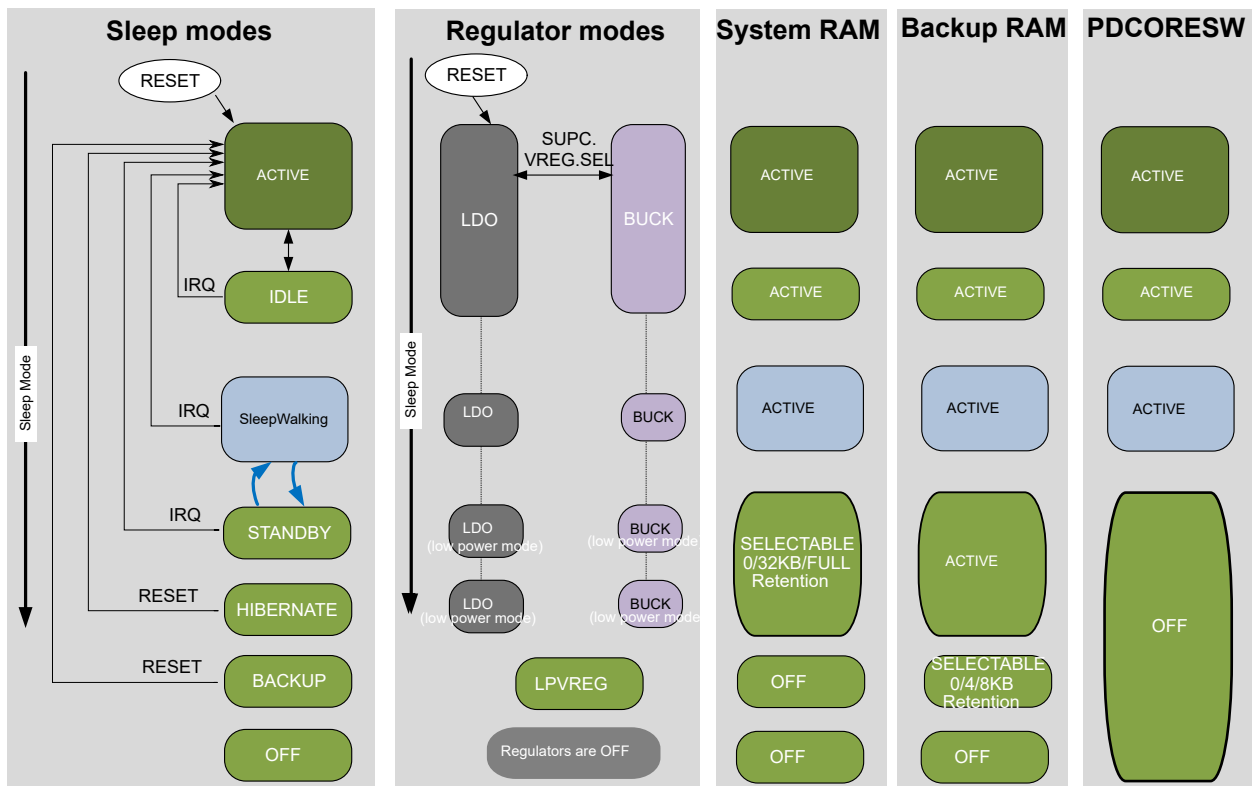 Sleep modes
RESET
ACTIVE
IRQ
IDLE
Sleep Mode
IRQ
SleepWalking
IRQ
STANDBY
RESET
HIBERNATE
RESET
BACKUP
OFF
Regulator modes
RESET
SUPC.
VREG.SEL
LDO
BUCK
Sleep Mode
LDO
BUCK
LDO
(low power mode)
BUCK
(low power mode
LDO
(low power mode)
BUCK
(low power mode
LPVREG
Regulators are OFF
System RAM
ACTIVE
ACTIVE
ACTIVE
SELECTABLE
0/32KB/FULL
Retention
OFF
OFF
Backup RAM
ACTIVE
ACTIVE
ACTIVE
ACTIVE
SELECTABLE
0/4/8KB
Retention
OFF
PDCORESW
ACTIVE
ACTIVE
ACTIVE
OFF